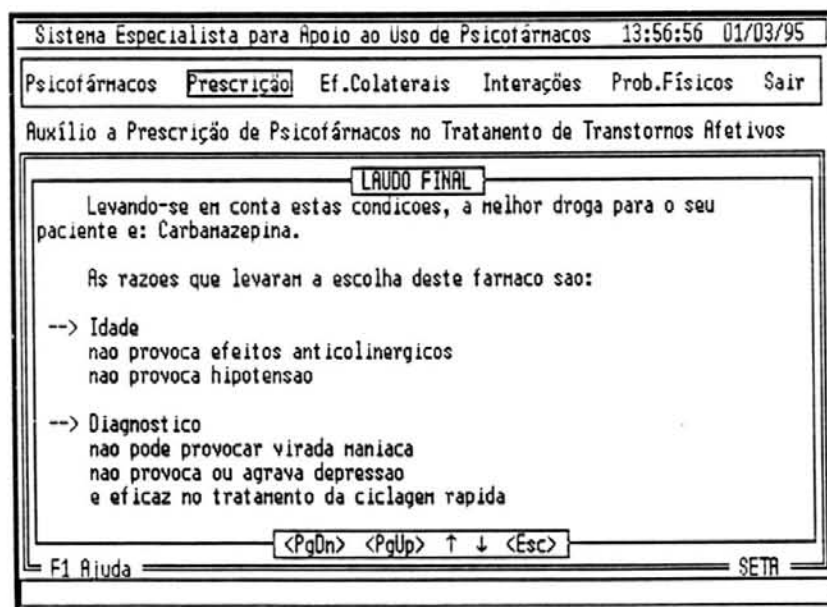 Sistema Especialista para Apoio ao Uso de Psicofármacos 13:56:56 01/03/95
Psicofármacos Prescrição Ef.Colaterais Interações Prob.Físicos Sair
Auxílio a Prescrição de Psicofármacos no Tratamento de Transtornos Afetivos
LAUDO FINAL
Levando-se em conta estas condicoes, a melhor droga para o seu
paciente e: Carbamazepina.
As razoes que levaram a escolha deste farmaco sao:
--> Idade
nao provoca efeitos anticolinergicos
nao provoca hipotensao
--> Diagnostico
nao pode provocar virada maniaca
nao provoca ou agrava depressao
e eficaz no tratamento da ciclagem rapida
<PgDn> <PgUp> ↑ ↓ <Esc>
F1 Ajuda SETA